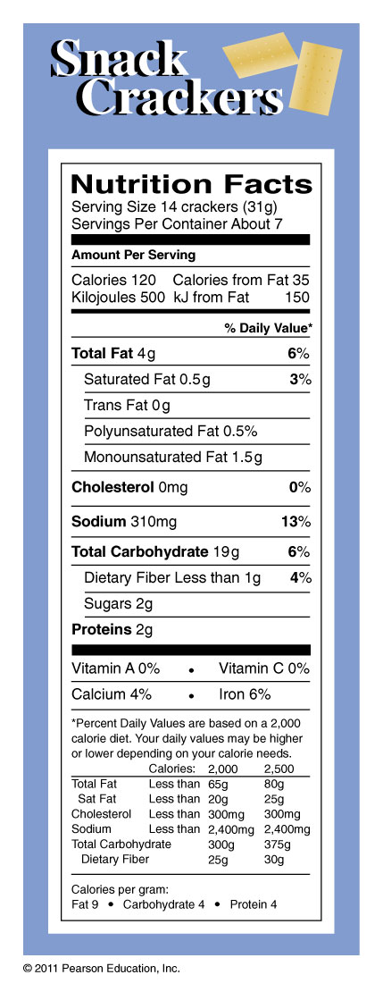 Snack
Crackers
Nutrition Facts
Serving Size 14 crackers (31g)
Servings Per Container About 7
Amount Per Serving
Calories 120 Calories from Fat 35
Kilojoules 500 kJ from Fat 150
% Daily Value*
Total Fat 4g 6%
Saturated Fat 0.5g 3%
Trans Fat 0g
Polyunsaturated Fat 0.5%
Monounsaturated Fat 1.5g
Cholesterol 0mg 0%
Sodium 310mg 13%
Total Carbohydrate 19g 6%
Dietary Fiber Less than 1g 4%
Sugars 2g
Proteins 2g
Vitamin A 0% • Vitamin C 0%
Calcium 4% • Iron 6%
*Percent Daily Values are based on a 2,000
calorie diet. Your daily values may be higher
or lower depending on your calorie needs.
Calories: 2,000 2,500
Total Fat Less than 65g 80g
Sat Fat Less than 20g 25g
Cholesterol Less than 300mg 300mg
Sodium Less than 2,400mg 2,400mg
Total Carbohydrate 300g 375g
Dietary Fiber 25g 30g
Calories per gram:
Fat 9 • Carbohydrate 4 • Protein 4
© 2011 Pearson Education, Inc.